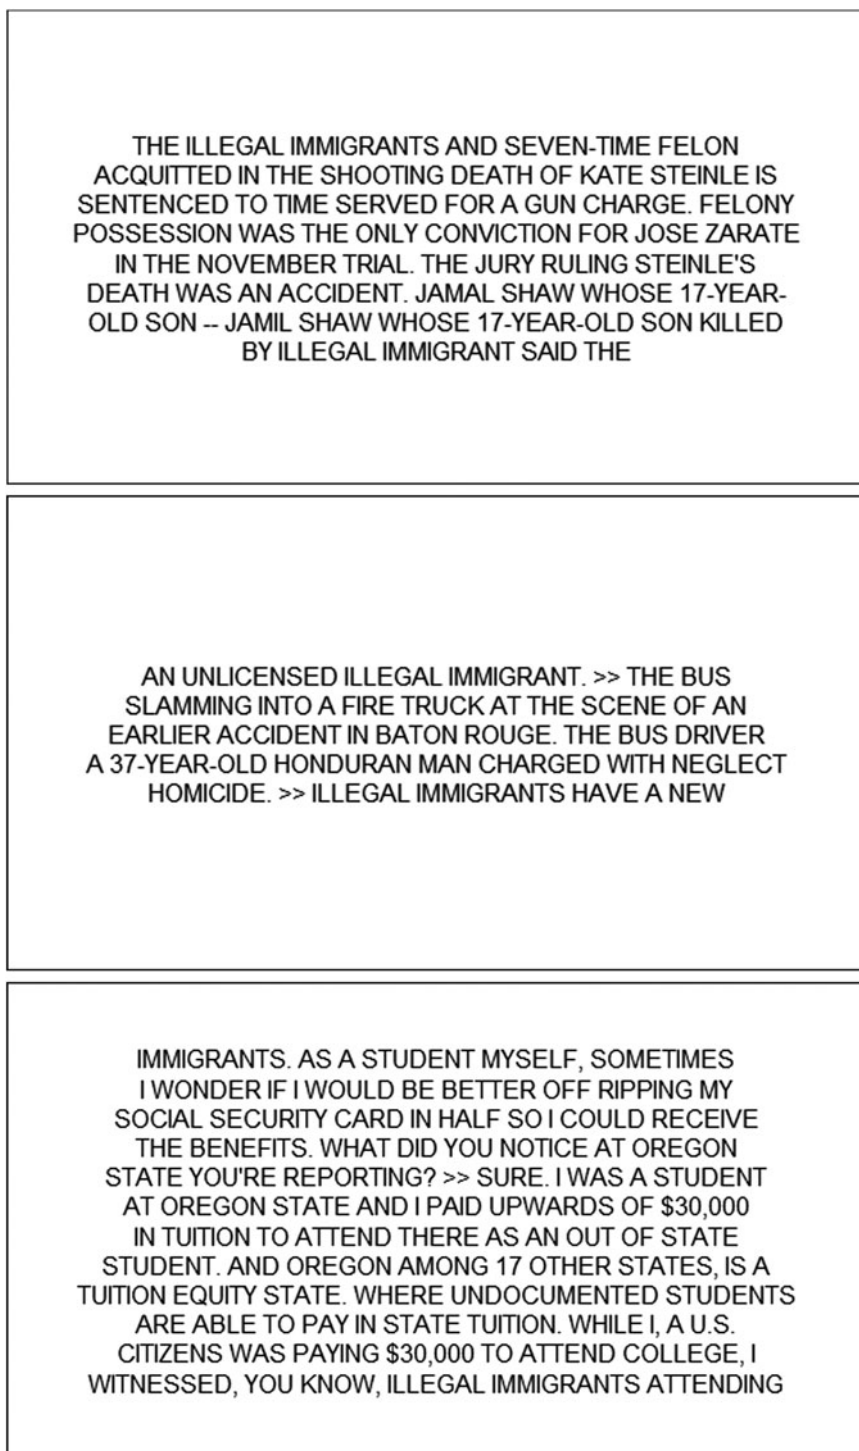 THE ILLEGAL IMMIGRANTS AND SEVEN-TIME FELON
ACQUITTED IN THE SHOOTING DEATH OF KATE STEINLE IS
SENTENCED TO TIME SERVED FOR A GUN CHARGE. FELONY
POSSESSION WAS THE ONLY CONVICTION FOR JOSE ZARATE
IN THE NOVEMBER TRIAL. THE JURY RULING STEINLE'S
DEATH WAS AN ACCIDENT. JAMAL SHAW WHOSE 17-YEAR-
OLD SON -- JAMIL SHAW WHOSE 17-YEAR-OLD SON KILLED
BY ILLEGAL IMMIGRANT SAID THE
AN UNLICENSED ILLEGAL IMMIGRANT. >> THE BUS
SLAMMING INTO A FIRE TRUCK AT THE SCENE OF AN
EARLIER ACCIDENT IN BATON ROUGE. THE BUS DRIVER
A 37-YEAR-OLD HONDURAN MAN CHARGED WITH NEGLECT
HOMICIDE. >> ILLEGAL IMMIGRANTS HAVE A NEW
IMMIGRANTS. AS A STUDENT MYSELF, SOMETIMES
I WONDER IF I WOULD BE BETTER OFF RIPPING MY
SOCIAL SECURITY CARD IN HALF SO I COULD RECEIVE
THE BENEFITS. WHAT DID YOU NOTICE AT OREGON
STATE YOU'RE REPORTING? >> SURE. I WAS A STUDENT
AT OREGON STATE AND I PAID UPWARDS OF $30,000
IN TUITION TO ATTEND THERE AS AN OUT OF STATE
STUDENT. AND OREGON AMONG 17 OTHER STATES, IS A
TUITION EQUITY STATE. WHERE UNDOCUMENTED STUDENTS
ARE ABLE TO PAY IN STATE TUITION. WHILE I, A U.S.
CITIZENS WAS PAYING $30,000 TO ATTEND COLLEGE, I
WITNESSED, YOU KNOW, ILLEGAL IMMIGRANTS ATTENDING